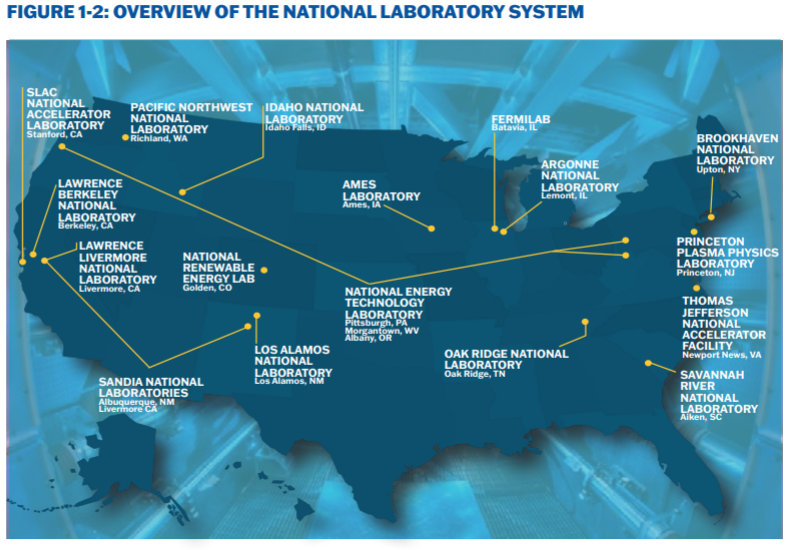 FIGURE 1-2: OVERVIEW OF THE NATIONAL LABORATORY SYSTEM
SLAC
NATIONAL
ACCELERATOR
LABORATORY
Stanford, CA
PACIFIC NORTHWEST
NATIONAL
LABORATORY
Richland, WA
IDAHO NATIONAL
LABORATORY
Idaho Falls, ID
FERMILAB
Batavia, IL
BROOKHAVEN
NATIONAL
LABORATORY
Upton, NY
ARGONNE
NATIONAL
LABORATORY
Lemont, IL
LAWRENCE
BERKELEY
NATIONAL
LABORATORY
Berkeley, CA
AMES
LABORATORY
Ames, IA
LAWRENCE
LIVERMORE
NATIONAL
LABORATORY
Livermore, CA
NATIONAL
RENEWABLE
ENERGY LAB
Golden, CO
PRINCETON
PLASMA PHYSICS
LABORATORY
Princeton, NJ
NATIONAL ENERGY
TECHNOLOGY
LABORATORY
Pittsburgh, PA
Morgantown, WV
Albany, OR
THOMAS
JEFFERSON
NATIONAL
ACCELERATOR
FACILITY
Newport News, VA
LOS ALAMOS
NATIONAL
LABORATORY
Los Alamos, NM
OAK RIDGE NATIONAL
LABORATORY
Oak Ridge, TN
SANDIA NATIONAL
LABORATORIES
Albuquerque, NM
Livermore CA
SAVANNAH
RIVER
NATIONAL
LABORATORY
Aiken, SC